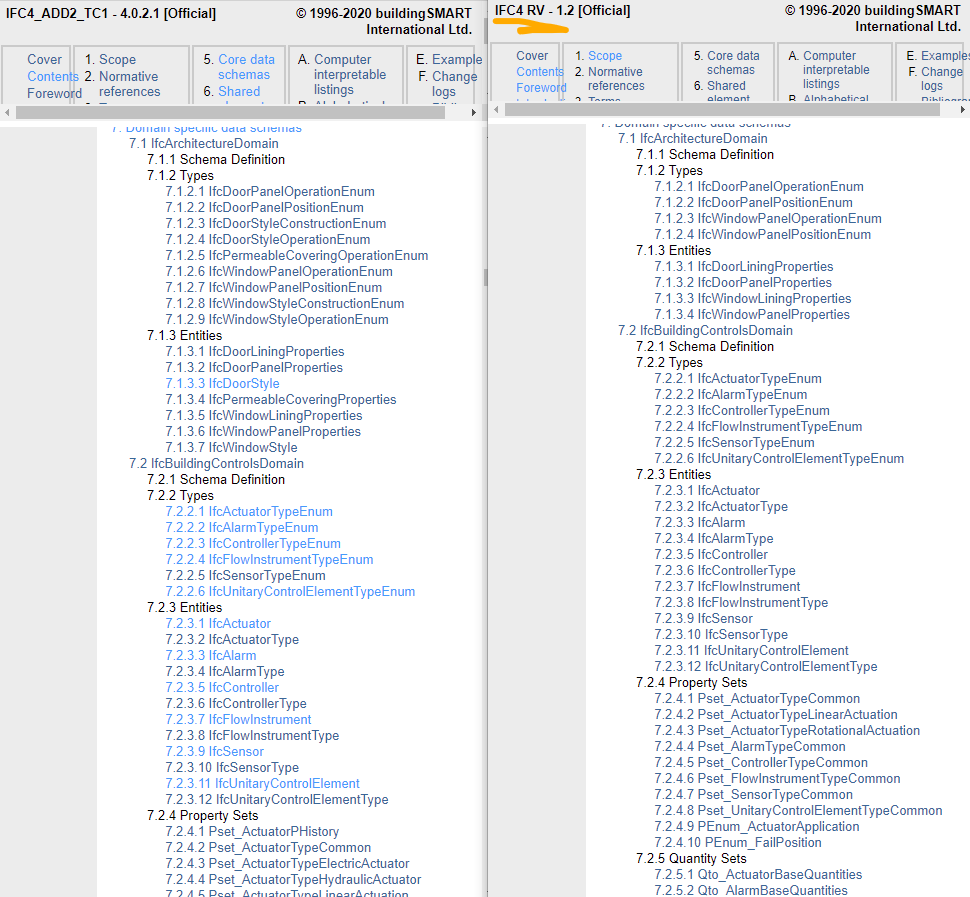 IFC4_ADD2_TC1 - 4.0.2.1 [Official]
© 1996-2020 buildingSMART
International Ltd.
Cover
Contents
Foreword
1. Scope
2. Normative
references
5. Core data
schemas
6. Shared
A. Computer
interpretable
listings
E. Example
F. Change
logs
7. Domain specific data schemas
7.1 IfcArchitectureDomain
7.1.1 Schema Definition
7.1.2 Types
7.1.2.1 IfcDoorPanelOperationEnum
7.1.2.2 IfcDoorPanelPositionEnum
7.1.2.3 IfcDoorStyleConstructionEnum
7.1.2.4 IfcDoorStyleOperationEnum
7.1.2.5 IfcPermeableCoveringOperationEnum
7.1.2.6 IfcWindowPanelOperationEnum
7.1.2.7 IfcWindowPanelPositionEnum
7.1.2.8 IfcWindowStyleConstructionEnum
7.1.2.9 IfcWindowStyleOperationEnum
7.1.3 Entities
7.1.3.1 IfcDoorLiningProperties
7.1.3.2 IfcDoorPanelProperties
7.1.3.3 IfcDoorStyle
7.1.3.4 IfcPermeableCoveringProperties
7.1.3.5 IfcWindowLiningProperties
7.1.3.6 IfcWindowPanelProperties
7.1.3.7 IfcWindowStyle
7.2 IfcBuildingControlsDomain
7.2.1 Schema Definition
7.2.2 Types
7.2.2.1 IfcActuatorTypeEnum
7.2.2.2 IfcAlarmTypeEnum
7.2.2.3 IfcControllerTypeEnum
7.2.2.4 IfcFlowInstrumentTypeEnum
7.2.2.5 IfcSensorTypeEnum
7.2.2.6 IfcUnitaryControlElementTypeEnum
7.2.3 Entities
7.2.3.1 IfcActuator
7.2.3.2 IfcActuatorType
7.2.3.3 IfcAlarm
7.2.3.4 IfcAlarmType
7.2.3.5 IfcController
7.2.3.6 IfcControllerType
7.2.3.7 IfcFlowInstrument
7.2.3.8 IfcFlowInstrumentType
7.2.3.9 IfcSensor
7.2.3.10 IfcSensorType
7.2.3.11 IfcUnitaryControlElement
7.2.3.12 IfcUnitaryControlElementType
7.2.4 Property Sets
7.2.4.1 Pset_ActuatorPHistory
7.2.4.2 Pset_ActuatorTypeCommon
7.2.4.3 Pset_ActuatorTypeElectricActuator
7.2.4.4 Pset_ActuatorTypeHydraulicActuator
7.2.4.5 Pset_ActuatorTypeLinearActuation
IFC4 RV - 1.2 [Official]
© 1996-2020 buildingSMART
International Ltd.
Cover
Contents
Foreword
1. Scope
2. Normative
references
3. Terms
5. Core data
schemas
6. Shared
element
A. Computer
interpretable
listings
B. Alphabetical
E. Examples
F. Change
logs
7. Domain specific data schemas
7.1 IfcArchitectureDomain
7.1.1 Schema Definition
7.1.2 Types
7.1.2.1 IfcDoorPanelOperationEnum
7.1.2.2 IfcDoorPanelPositionEnum
7.1.2.3 IfcWindowPanelOperationEnum
7.1.2.4 IfcWindowPanelPositionEnum
7.1.3 Entities
7.1.3.1 IfcDoorLiningProperties
7.1.3.2 IfcDoorPanelProperties
7.1.3.3 IfcWindowLiningProperties
7.1.3.4 IfcWindowPanelProperties
7.2 IfcBuildingControlsDomain
7.2.1 Schema Definition
7.2.2 Types
7.2.2.1 IfcActuatorTypeEnum
7.2.2.2 IfcAlarmTypeEnum
7.2.2.3 IfcControllerTypeEnum
7.2.2.4 IfcFlowInstrumentTypeEnum
7.2.2.5 IfcSensorTypeEnum
7.2.2.6 IfcUnitaryControlElementTypeEnum
7.2.3 Entities
7.2.3.1 IfcActuator
7.2.3.2 IfcActuatorType
7.2.3.3 IfcAlarm
7.2.3.4 IfcAlarmType
7.2.3.5 IfcController
7.2.3.6 IfcControllerType
7.2.3.7 IfcFlowInstrument
7.2.3.8 IfcFlowInstrumentType
7.2.3.9 IfcSensor
7.2.3.10 IfcSensorType
7.2.3.11 IfcUnitaryControlElement
7.2.3.12 IfcUnitaryControlElementType
7.2.4 Property Sets
7.2.4.1 Pset_ActuatorTypeCommon
7.2.4.2 Pset_ActuatorTypeLinearActuation
7.2.4.3 Pset_ActuatorTypeRotationalActuation
7.2.4.4 Pset_AlarmTypeCommon
7.2.4.5 Pset_ControllerTypeCommon
7.2.4.6 Pset_FlowInstrumentTypeCommon
7.2.4.7 Pset_SensorTypeCommon
7.2.4.8 Pset_UnitaryControlElementTypeCommon
7.2.4.9 PEnum_ActuatorApplication
7.2.4.10 PEnum_FailPosition
7.2.5 Quantity Sets
7.2.5.1 Qto_ActuatorBaseQuantities
7.2.5.2 Qto_AlarmBaseQuantities